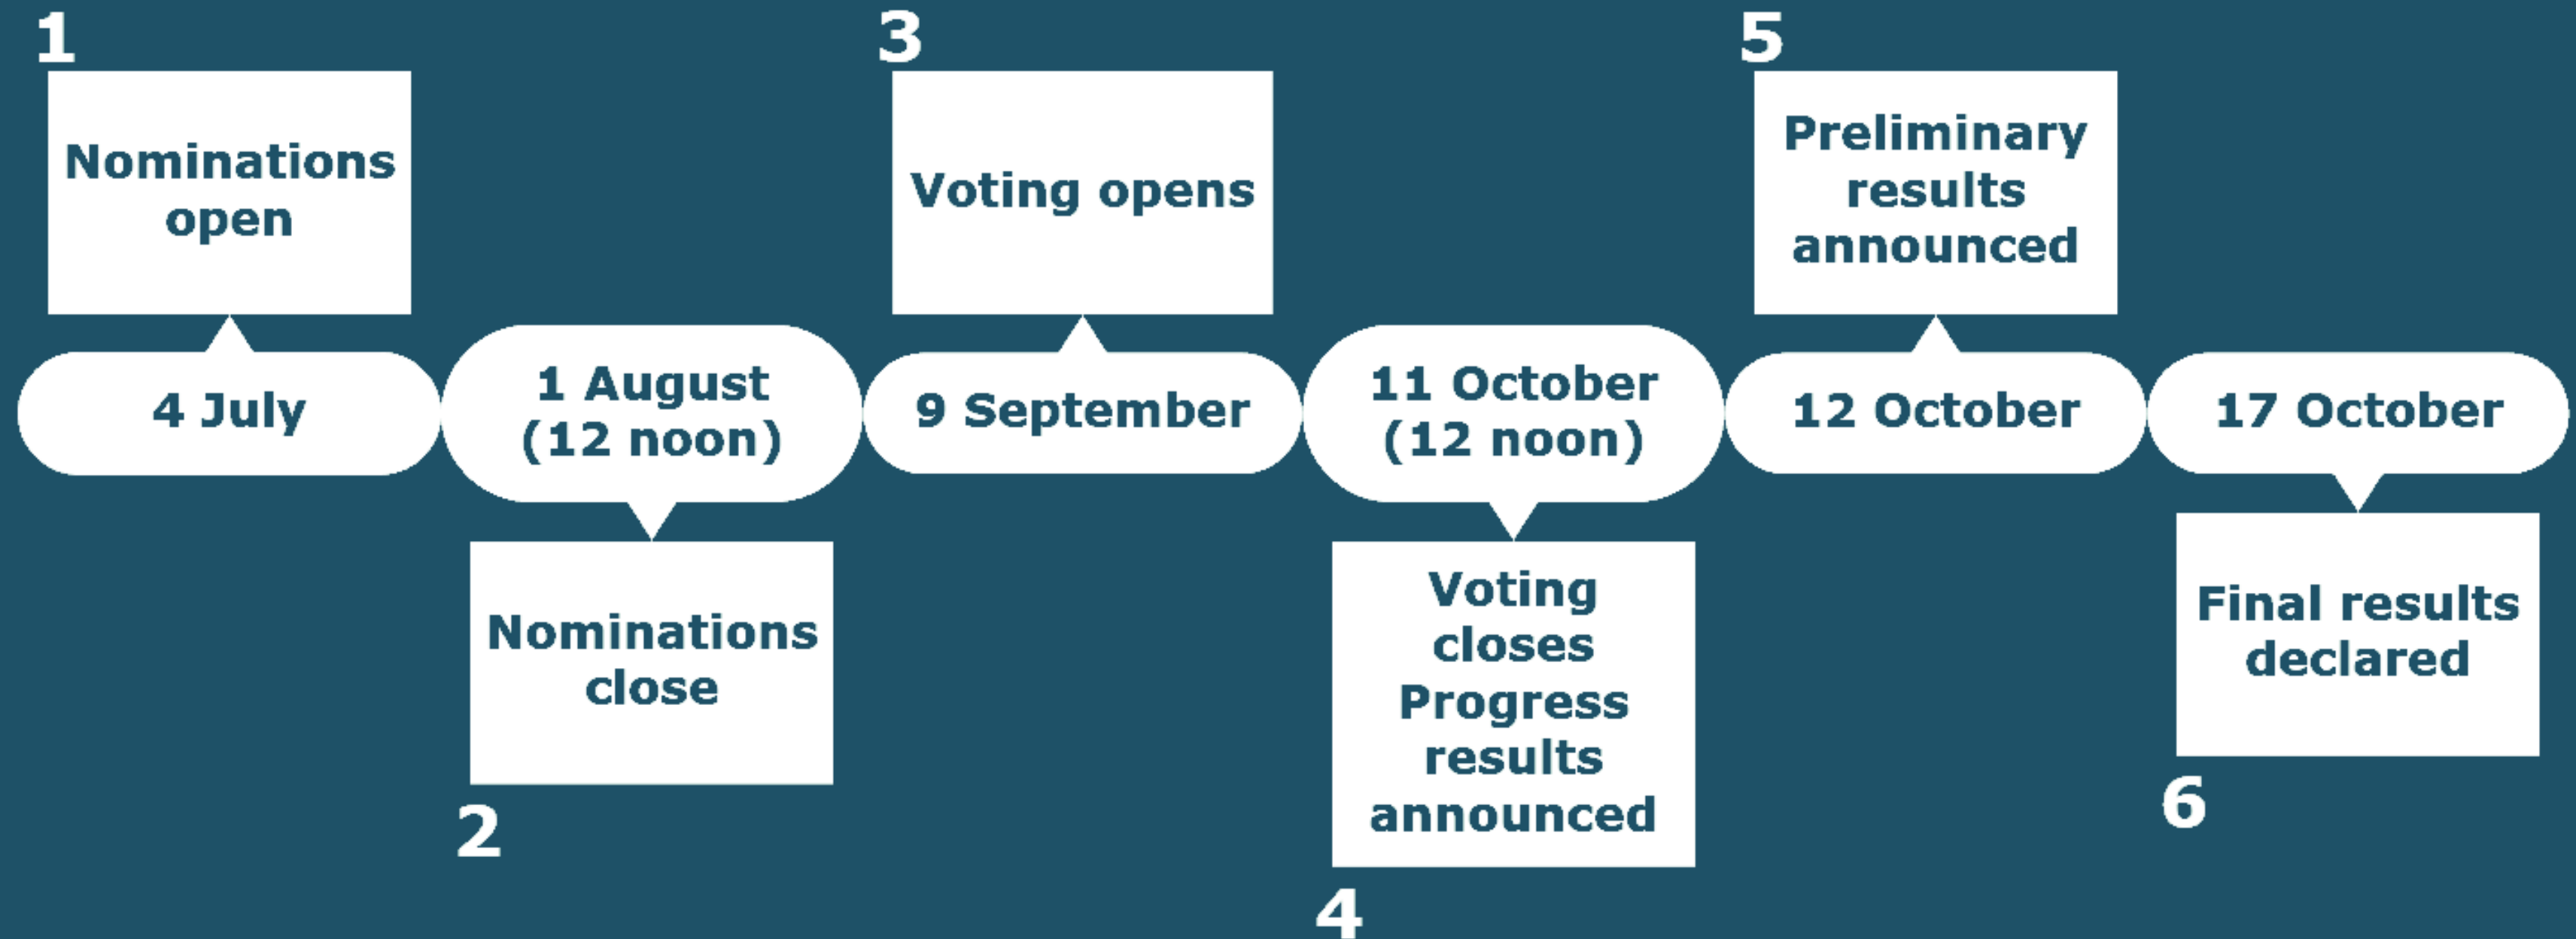 1
Nominations
open
4 July
1 August
(12 noon)
Nominations
close
2
3
Voting opens
9 September
11 October
(12 noon)
Voting
closes
Progress
results
announced
4
5
Preliminary
results
announced
12 October
17 October
Final results
declared
6